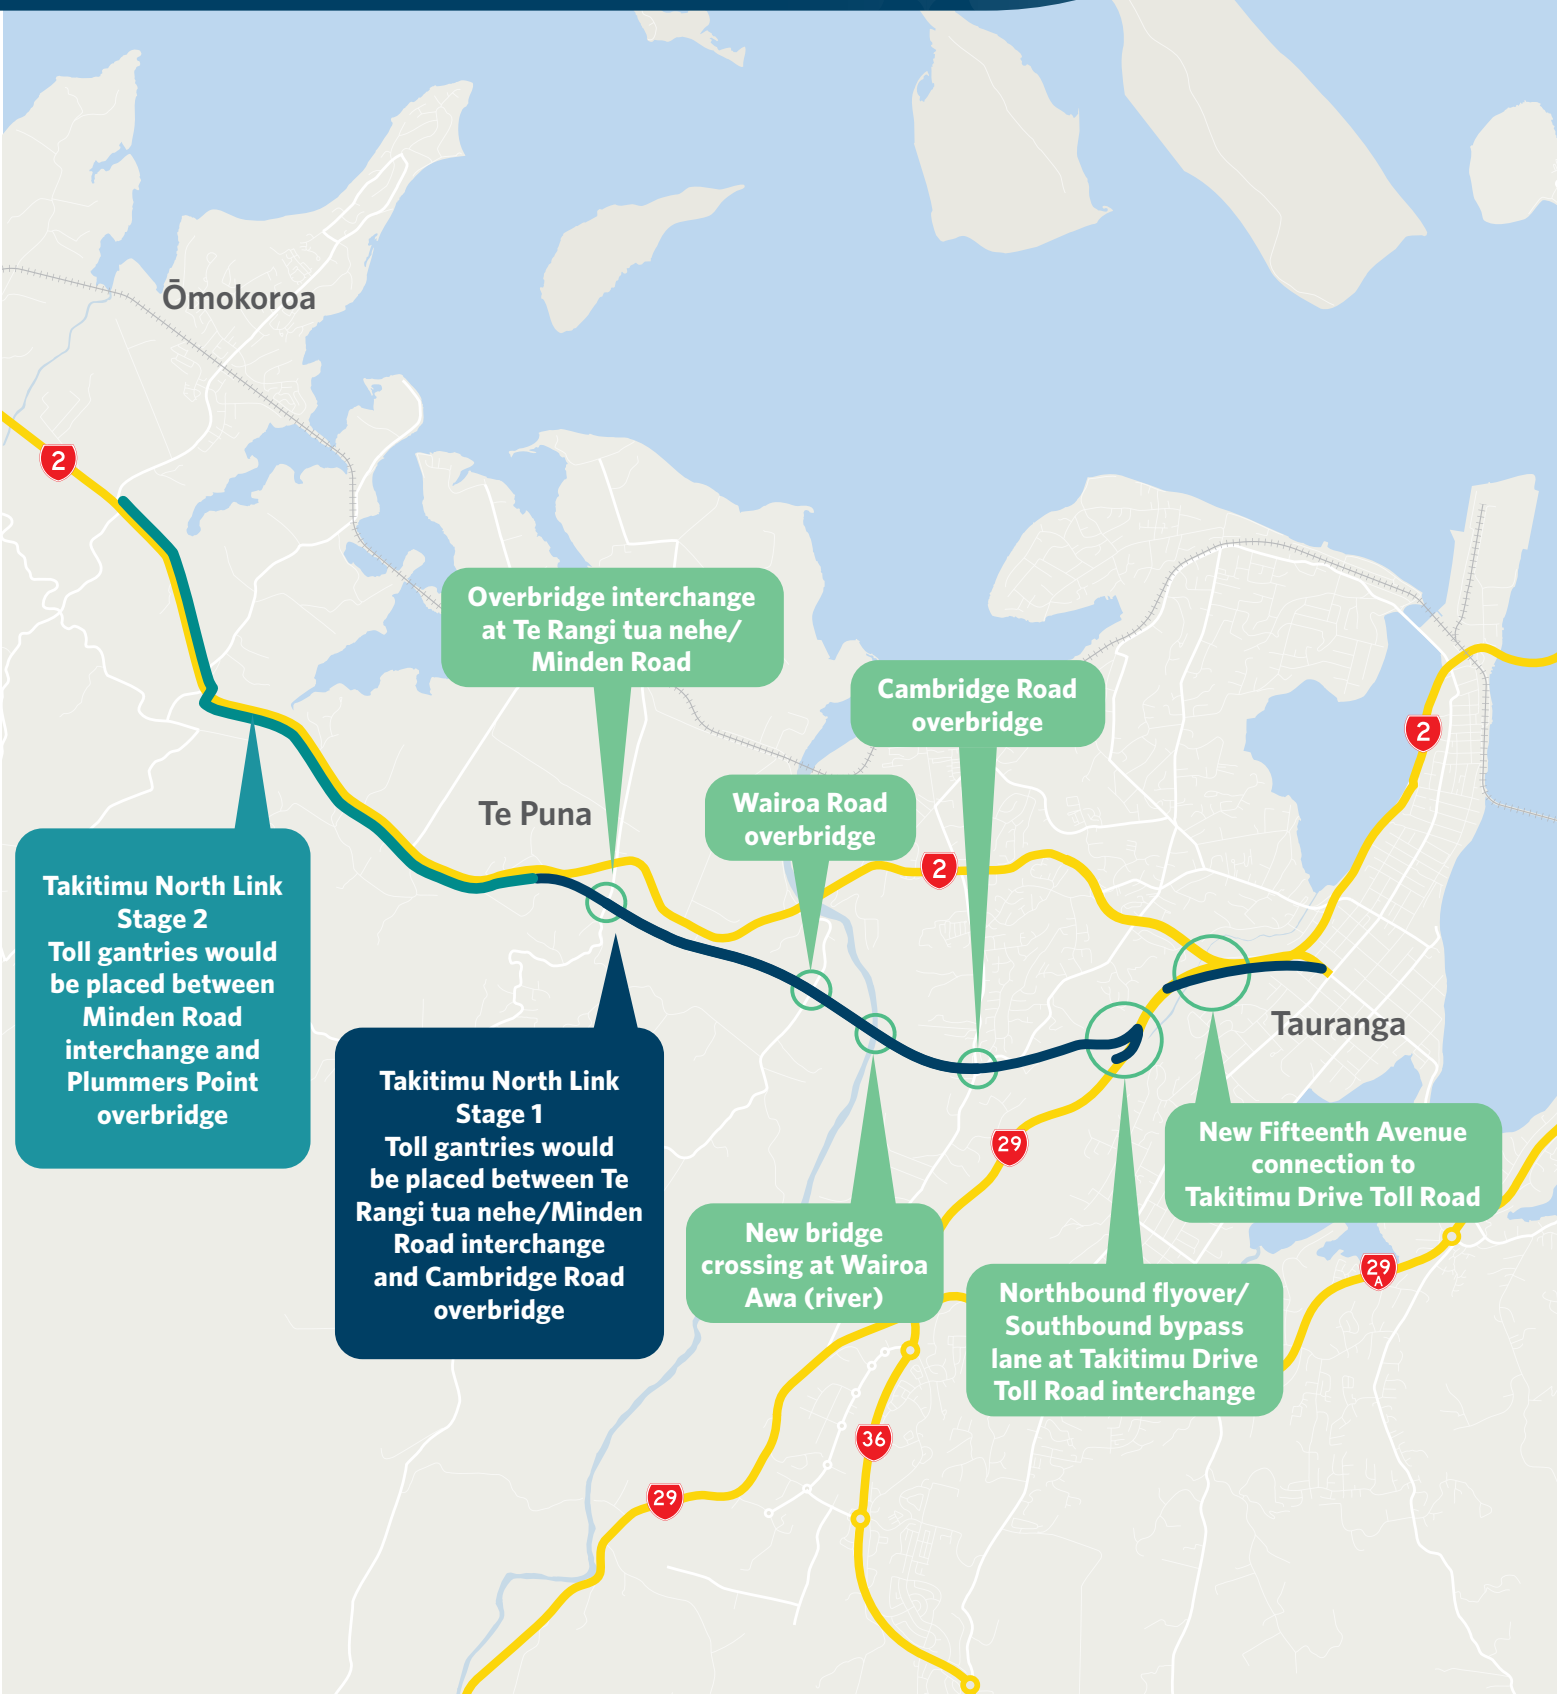 Ōmokoroa
2
Overbridge interchange
at Te Rangi tua nehe/
Minden Road
Cambridge Road
overbridge
2
Wairoa Road
overbridge
Te Puna
2
Takitimu North Link
Stage 2
Toll gantries would
be placed between
Minden Road
interchange and
Plummers Point
overbridge
Tauranga
Takitimu North Link
Stage 1
Toll gantries would
be placed between Te
Rangi tua nehe/Minden
Road interchange
and Cambridge Road
overbridge
29
New Fifteenth Avenue
connection to
Takitimu Drive Toll Road
New bridge
crossing at Wairoa
Awa (river)
29
A
Northbound flyover/
Southbound bypass
lane at Takitimu Drive
Toll Road interchange
36
29